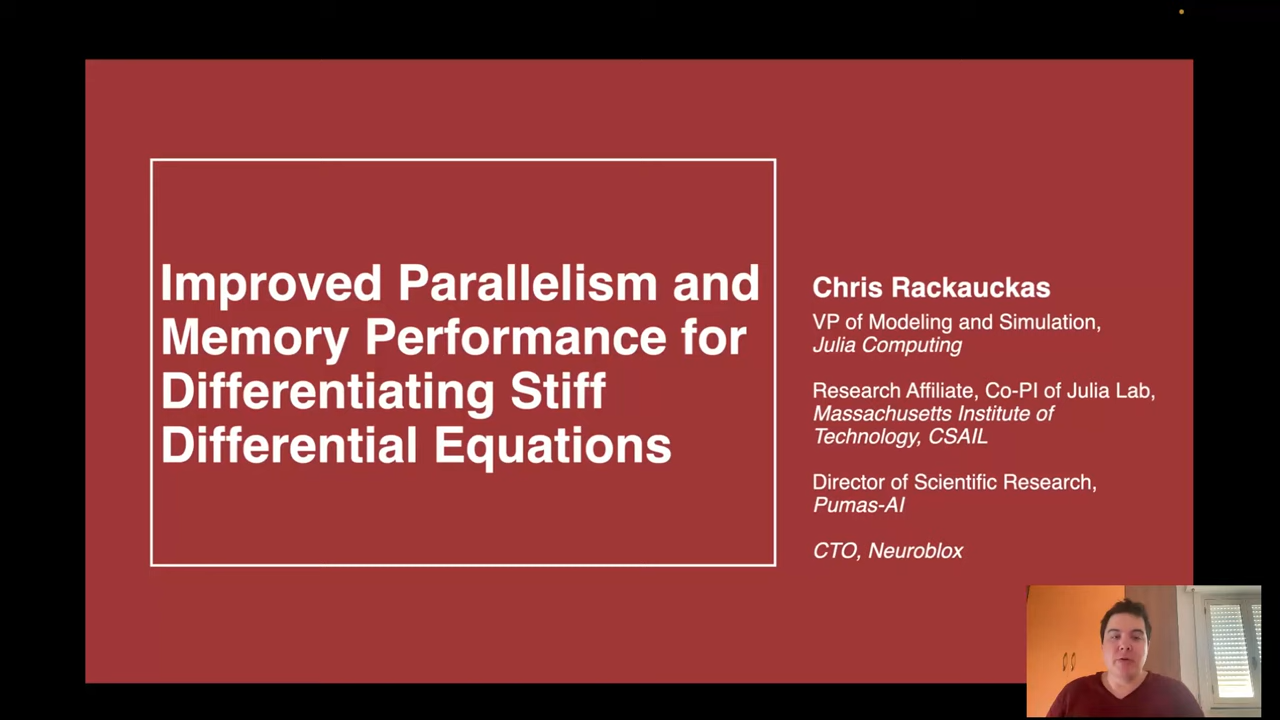 Improved Parallelism and
Memory Performance for
Differentiating Stiff
Differential Equations
Chris Rackauckas
VP of Modeling and Simulation,
Julia Computing
Research Affiliate, Co-PI of Julia Lab,
Massachusetts Institute of
Technology, CSAIL
Director of Scientific Research,
Pumas-AI
CTO, Neuroblox